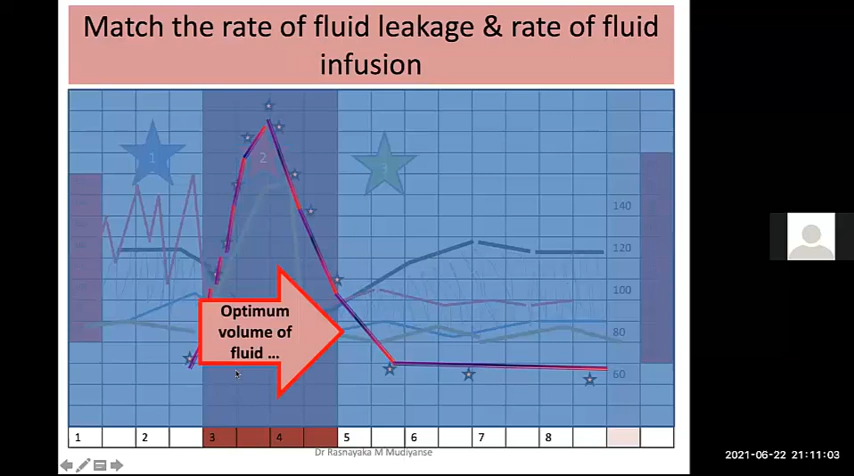 Match the rate of fluid leakage & rate of fluid
infusion
1
2
3
140
120
100
80
60
Optimum
volume of
fluid ...
1 2 3 4 5 6 7 8
Dr Rasnayaka M Mudiyanse
2021-06-22 21:11:03